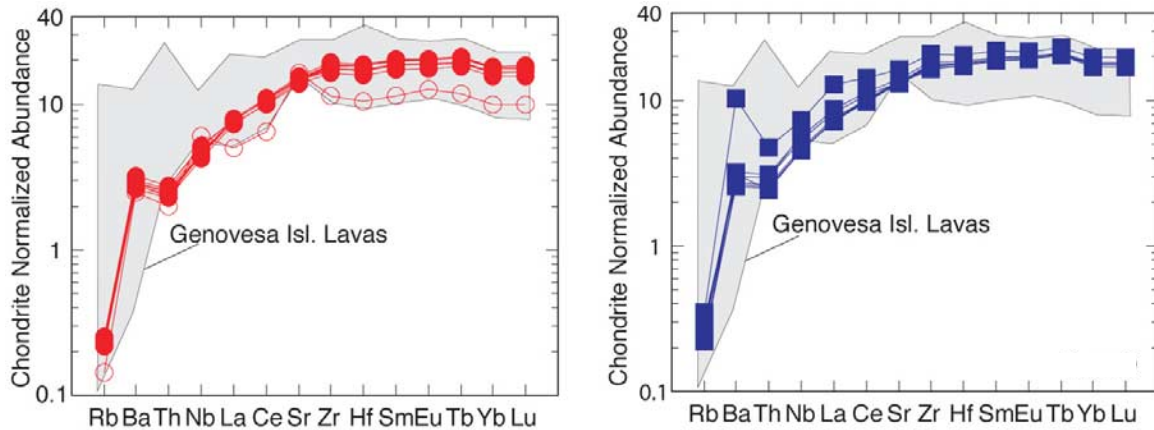 40
10
1
0.1
Chondrite Normalized Abundance
Genovesa Isl. Lavas
Rb Ba Th Nb La Ce Sr Zr Hf Sm Eu Tb Yb Lu
40
10
1
0.1
Chondrite Normalized Abundance
Genovesa Isl. Lavas
Rb Ba Th Nb La Ce Sr Zr Hf Sm Eu Tb Yb Lu